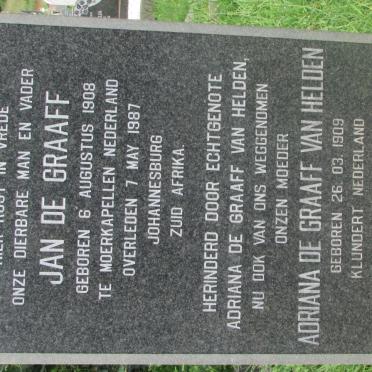 HIER RUST IN VREDE
ONZE DIERBARE MAN EN VADER
JAN DE GRAAFF
GEBOREN 6 AUGUSTUS 1908
TE MOERKAPELLEN NEDERLAND
OVERLEDEN 7 MAY 1987
JOHANNESBURG
ZUID AFRIKA.
HERINDERD DOOR ECHTGENOTE
ADRIANA DE GRAAFF VAN HELDEN,
NU OOK VAN ONS WEGGENOMEN
ONZEN MOEDER
ADRIANA DE GRAAFF VAN HELDEN
GEBOREN 26. 03. 1909
KLUNDERT NEDERLAND